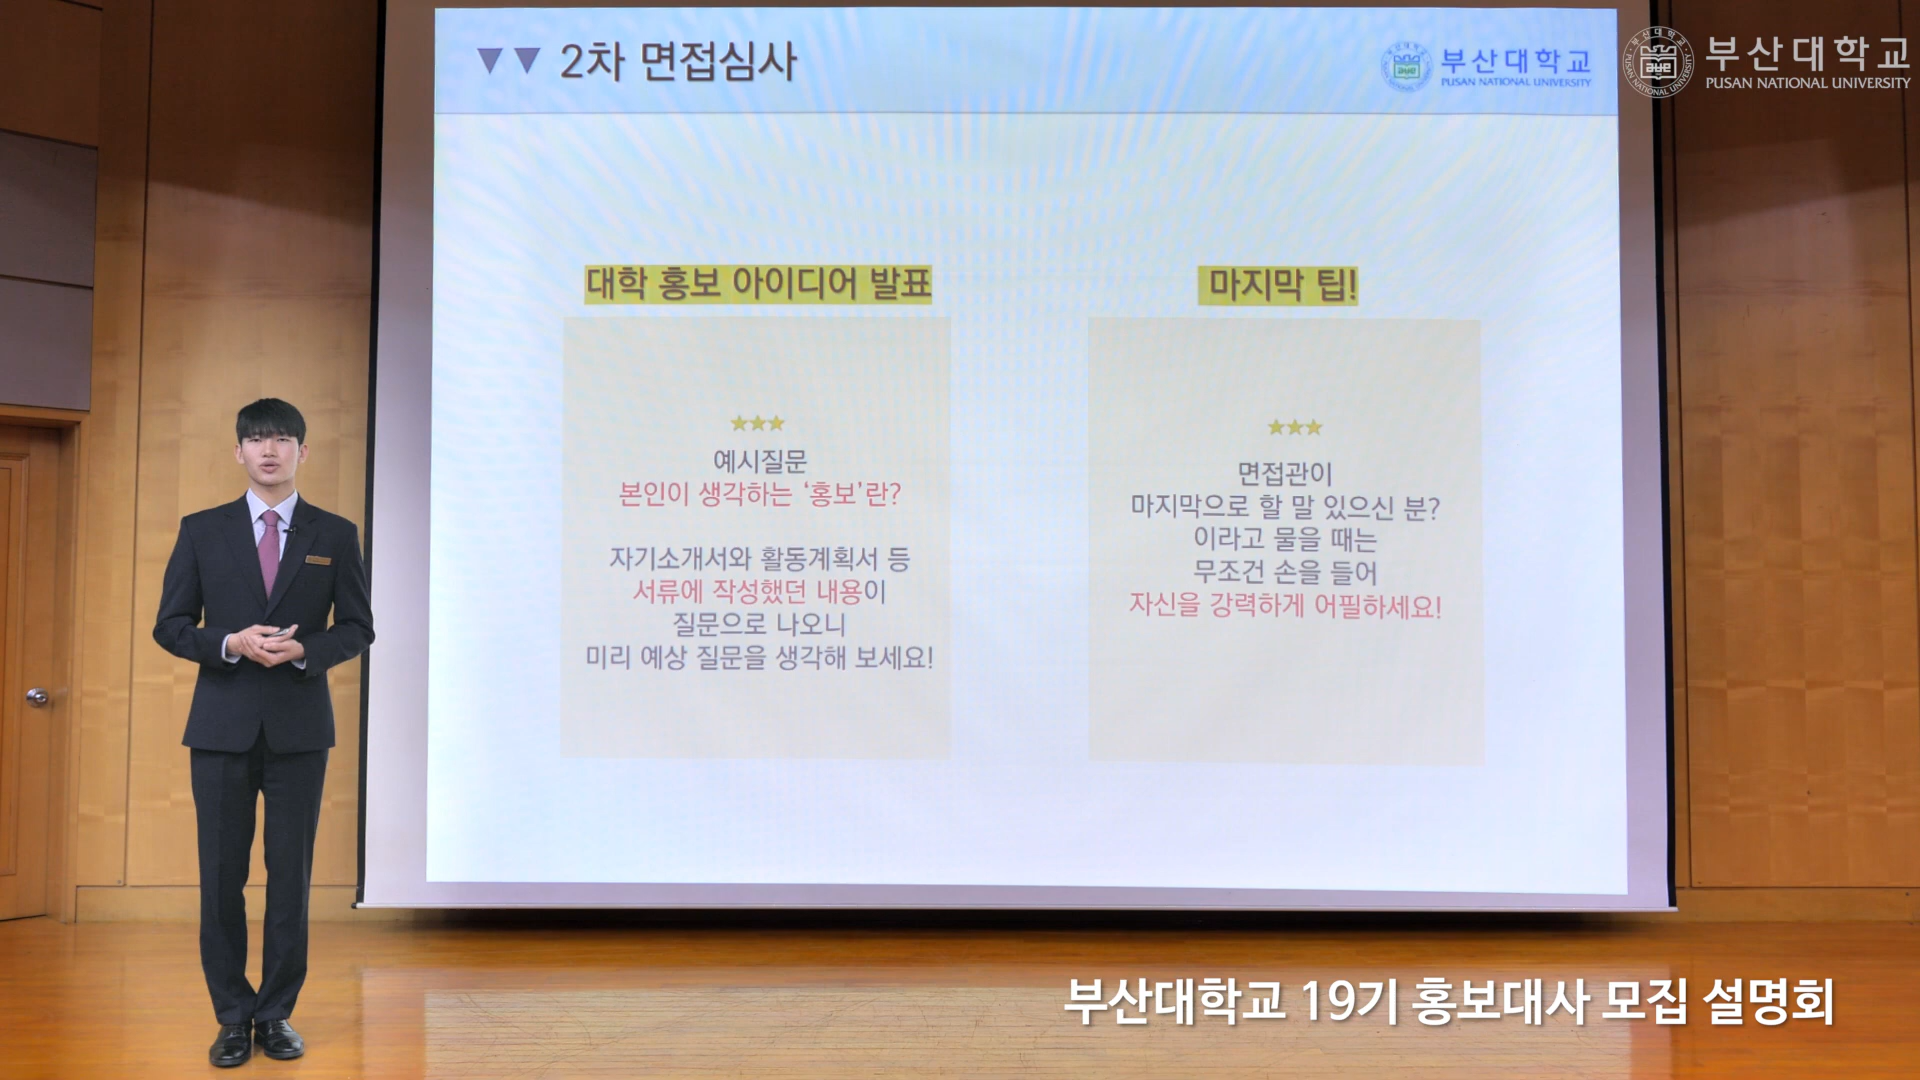 ▼▼ 2차 면접심사
부산대학교
PUSAN NATIONAL UNIVERSITY
부산대학교
PUSAN NATIONAL UNIVERSITY
대학 홍보 아이디어 발표
★★★
예시질문
본인이 생각하는 ‘홍보’란?
자기소개서와 활동계획서 등
서류에 작성했던 내용이
질문으로 나오니
미리 예상 질문을 생각해 보세요!
마지막 팁!
★★★
면접관이
마지막으로 할 말 있으신 분?
이라고 물을 때는
무조건 손을 들어
자신을 강력하게 어필하세요!
부산대학교 19기 홍보대사 모집 설명회